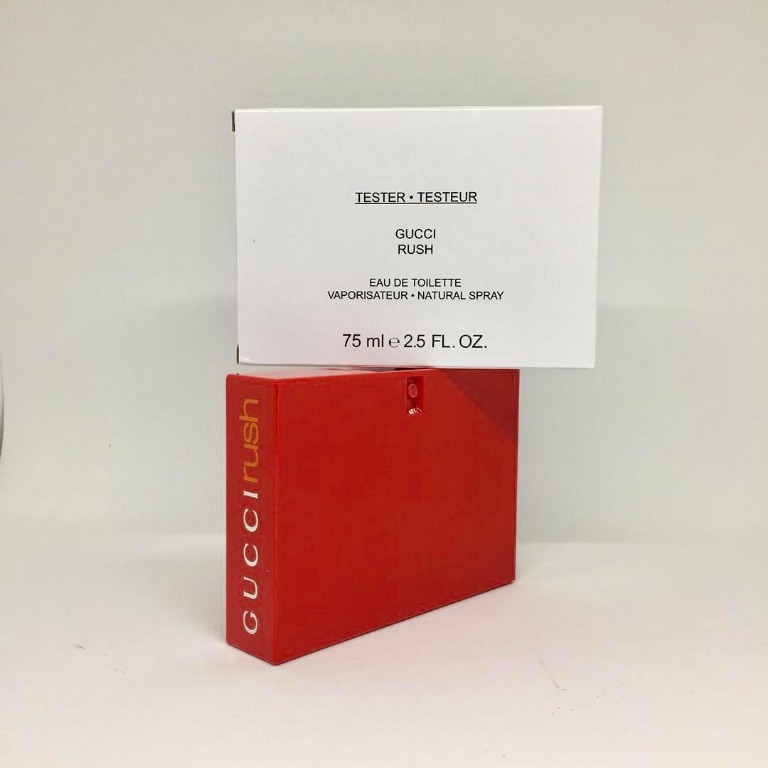 TESTER • TESTEUR
GUCCI
RUSH
EAU DE TOILETTE
VAPORISATEUR • NATURAL SPRAY
75 ml ℮ 2.5 FL. OZ.
GUCCI rush